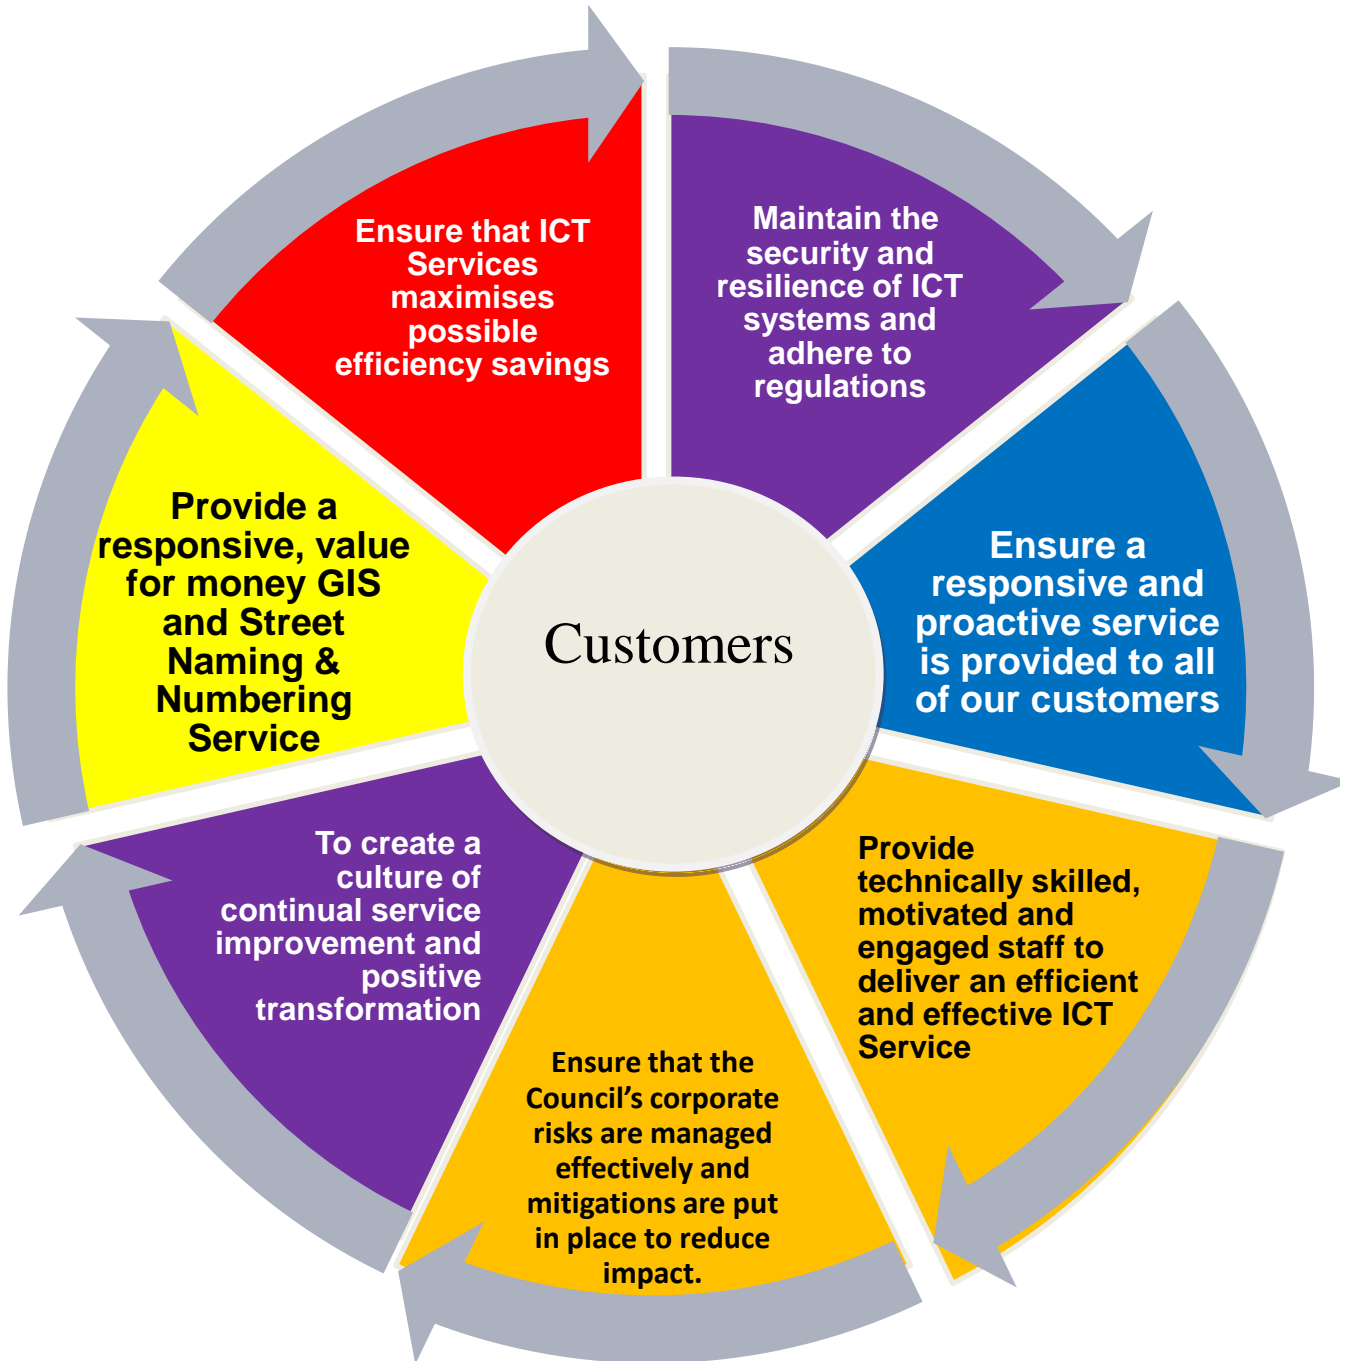 Ensure that ICT
Services
maximises
possible
efficiency savings
Maintain the
security and
resilience of ICT
systems and
adhere to
regulations
Provide a
responsive, value
for money GIS
and Street
Naming &
Numbering
Service
Customers
Ensure a
responsive and
proactive service
is provided to all
of our customers
To create a
culture of
continual service
improvement and
positive
transformation
Provide
technically skilled,
motivated and
engaged staff to
deliver an efficient
and effective ICT
Service
Ensure that the
Council’s corporate
risks are managed
effectively and
mitigations are put
in place to reduce
impact.